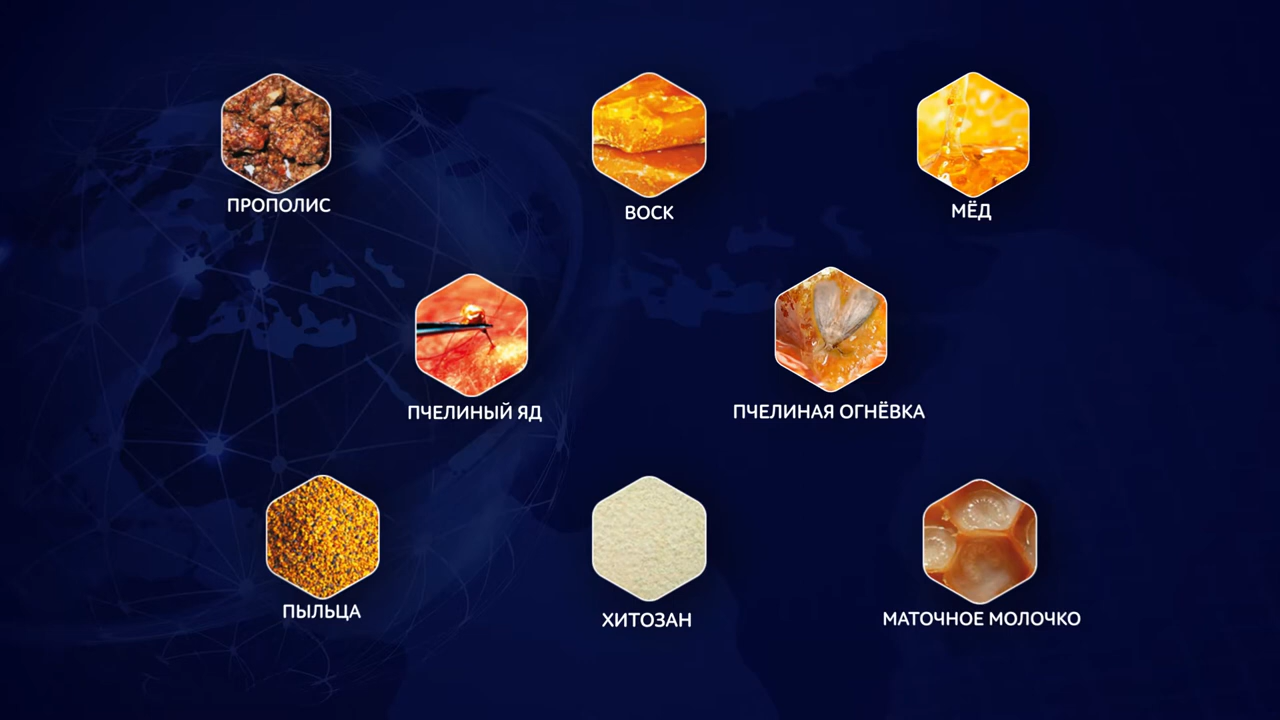 ПРОПОЛИС
ВОСК
МЁД
ПЧЕЛИНЫЙ ЯД
ПЧЕЛИНАЯ ОГНЁВКА
ПЫЛЬЦА
ХИТОЗАН
МАТОЧНОЕ МОЛОЧКО